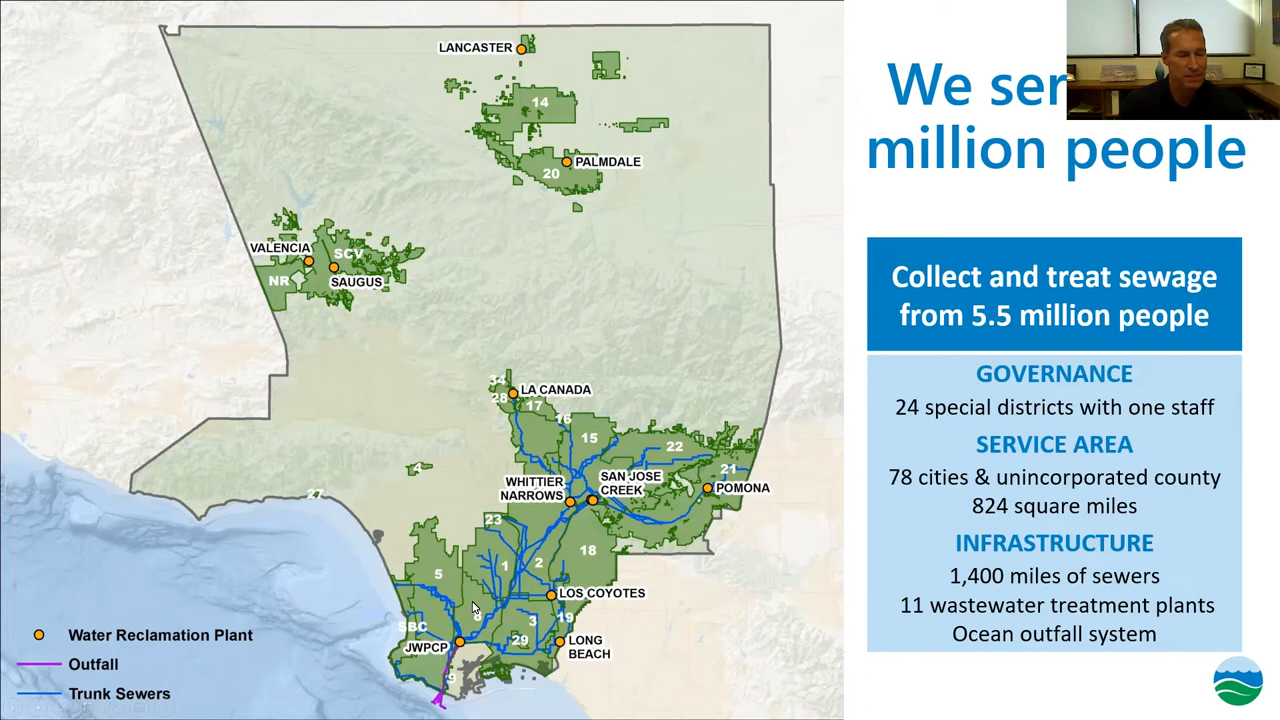 LANCASTER
14
PALMDALE
20
VALENCIA
SCV
NR
SAUGUS
34
LA CANADA
28
17
16
15
22
4
21
WHITTIER
NARROWS
SAN JOSE
CREEK
POMONA
27
23
18
5
1
2
LOS COYOTES
8
3
19
SBC
29
JWPCP
LONG
BEACH
9
Water Reclamation Plant
Outfall
Trunk Sewers
We ser
million people
Collect and treat sewage
from 5.5 million people
GOVERNANCE
24 special districts with one staff
SERVICE AREA
78 cities & unincorporated county
824 square miles
INFRASTRUCTURE
1,400 miles of sewers
11 wastewater treatment plants
Ocean outfall system